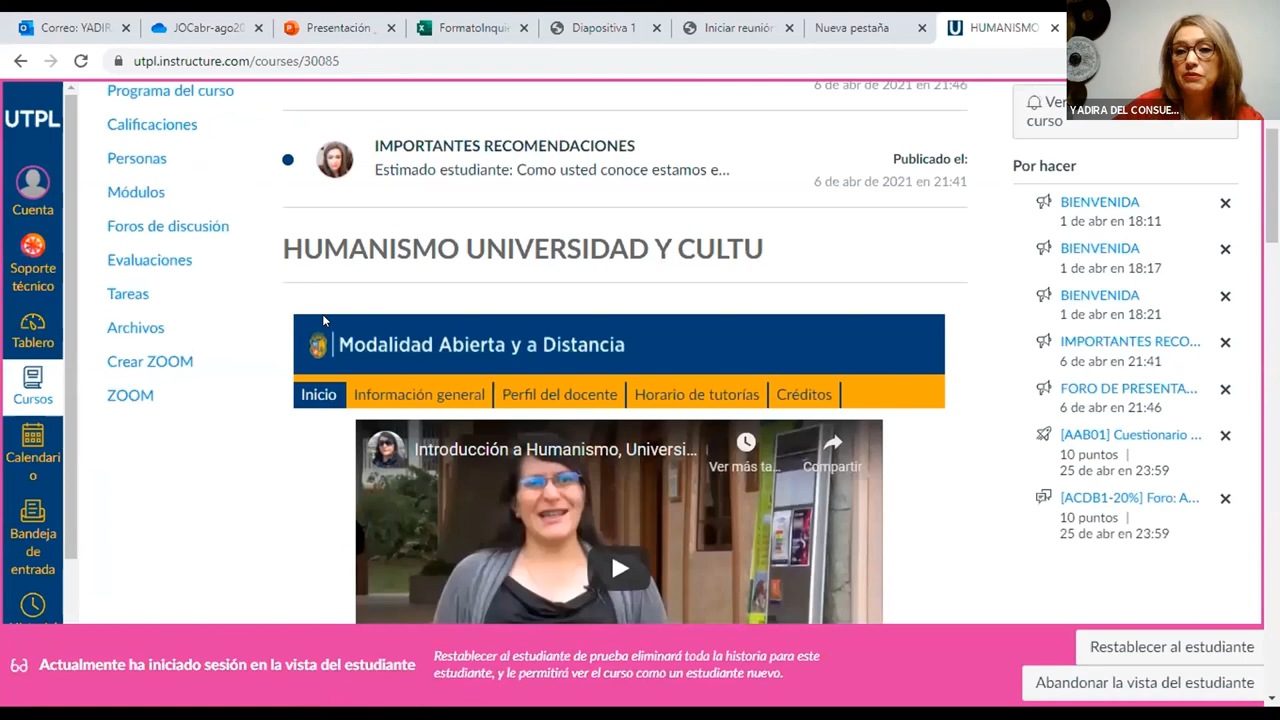 Correo: YADIR
JOCabr-ago20
Presentación
FormatoInqui
Diapositiva 1
Iniciar reunión
Nueva pestaña
HUMANISMO
utpl.instructure.com/courses/30085
YADIRA DEL CONSUE...
UTPL
Cuenta
Soporte
técnico
Tablero
Cursos
Calendari
o
Bandeja
de
entrada
Programa del curso
Calificaciones
Personas
Módulos
Foros de discusión
Evaluaciones
Tareas
Archivos
Crear ZOOM
ZOOM
6 de abr de 2021 en 21:46
IMPORTANTES RECOMENDACIONES
Estimado estudiante: Como usted conoce estamos e...
Publicado el:
6 de abr de 2021 en 21:41
HUMANISMO UNIVERSIDAD Y CULTU
Modalidad Abierta y a Distancia
Inicio
Información general
Perfil del docente
Horario de tutorías
Créditos
Introducción a Humanismo, Universi...
Ver más ta...
Compartir
Ver
curso
Por hacer
BIENVENIDA
1 de abr en 18:11
BIENVENIDA
1 de abr en 18:17
BIENVENIDA
1 de abr en 18:21
IMPORTANTES RECO...
6 de abr en 21:41
FORO DE PRESENTA...
6 de abr en 21:46
[AAB01] Cuestionario ...
10 puntos |
25 de abr en 23:59
[ACDB1-20%] Foro: A...
10 puntos |
25 de abr en 23:59
Actualmente ha iniciado sesión en la vista del estudiante
Restablecer al estudiante de prueba eliminará toda la historia para este
estudiante, y le permitirá ver el curso como un estudiante nuevo.
Restablecer al estudiante
Abandonar la vista del estudiante